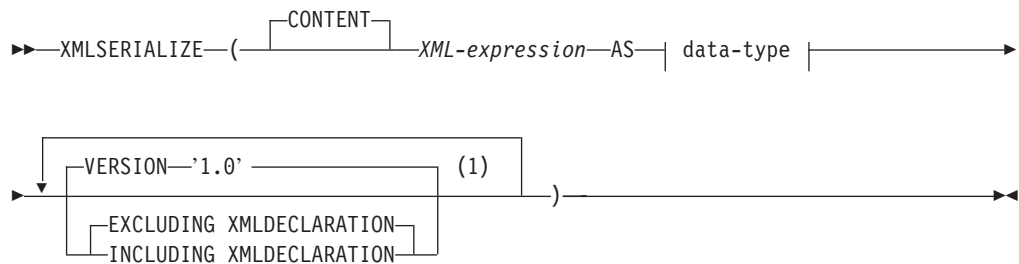 CONTENT
XMLSERIALIZE ( XML-expression AS data-type
VERSION ’1.0’ (1) )
EXCLUDING XMLDECLARATION
INCLUDING XMLDECLARATION